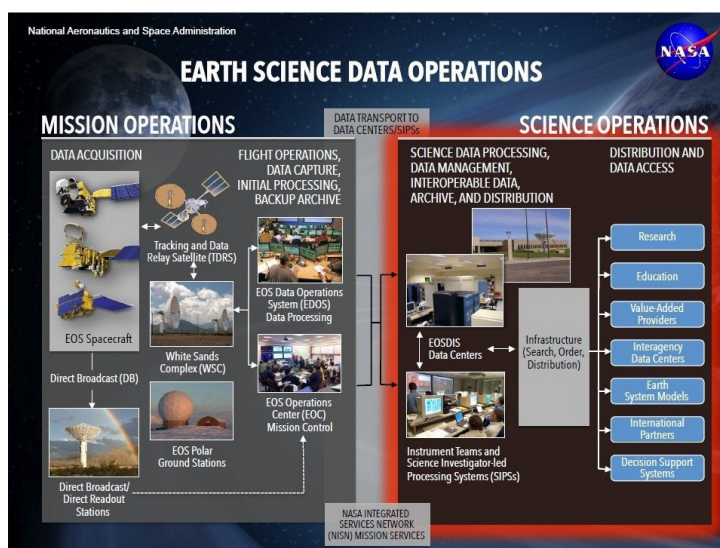 National Aeronautics and Space Administration
NASA
EARTH SCIENCE DATA OPERATIONS
MISSION OPERATIONS
DATA TRANSPORT TO
DATA CENTERS/SIPSs
SCIENCE OPERATIONS
DATA ACQUISITION
FLIGHT OPERATIONS,
DATA CAPTURE,
INITIAL PROCESSING,
BACKUP ARCHIVE
SCIENCE DATA PROCESSING,
DATA MANAGEMENT,
INTEROPERABLE DATA,
ARCHIVE, AND DISTRIBUTION
DISTRIBUTION AND
DATA ACCESS
EOS Spacecraft
Tracking and Data
Relay Satellite (TDRS)
White Sands
Complex (WSC)
EOS Data Operations
System (EDOS)
Data Processing
Direct Broadcast (DB)
EOS Polar
Ground Stations
EOS Operations
Center (EOC)
Mission Control
Direct Broadcast/
Direct Readout
Stations
EOSDIS
Data Centers
Infrastructure
(Search, Order,
Distribution)
Instrument Teams and
Science Investigator-led
Processing Systems (SIPSs)
Research
Education
Value-Added
Providers
Interagency
Data Centers
Earth
System Models
International
Partners
Decision Support
Systems
NASA INTEGRATED
SERVICES NETWORK
(NISN) MISSION SERVICES